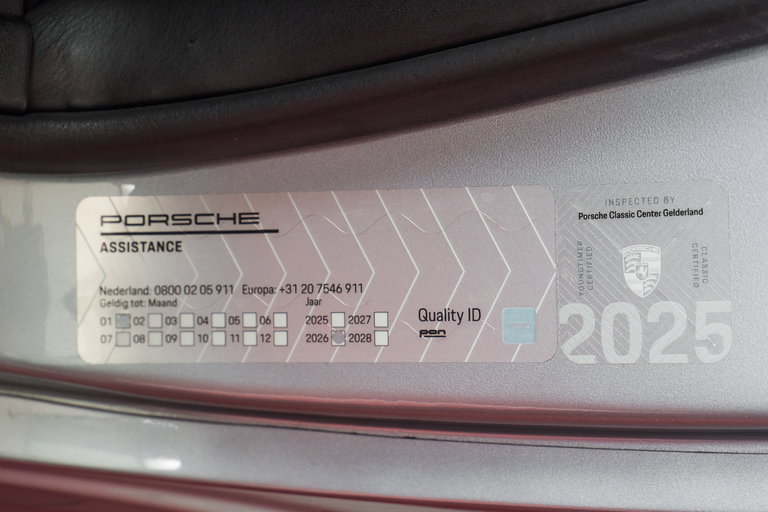 PORSCHE
ASSISTANCE
Nederland: 0800 02 05 911 Europa: +31 20 7546 911
Geldig tot: Maand Jaar
01 02 03 04 05 06 2025 2027
07 08 09 10 11 12 2026 2028
Quality ID
pon
INSPECTED BY
Porsche Classic Center Gelderland
YOUNGTIMER
CERTIFIED
CLASSIC
CERTIFIED
2025